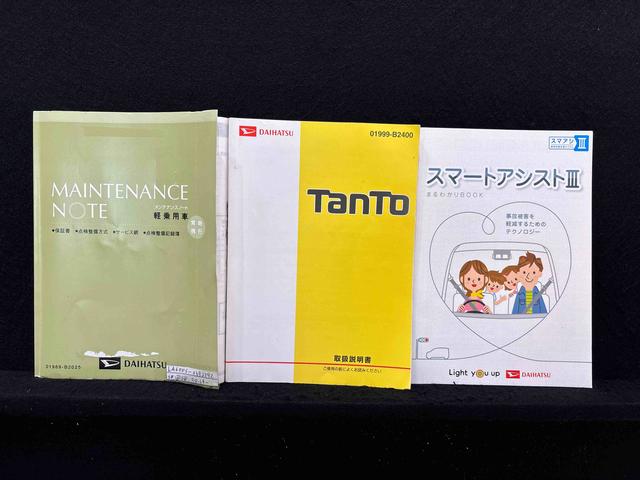 MAINTENANCE
NOTE
メンテナンスノート
軽乗用車
●保証書 ●点検整備方式 ●サービス網 ●点検整備記録簿
01989-B2025
DAIHATSU
DAIHATSU
01999-B2400
TanTo
取扱説明書
ご使用の前によくお読みください
スマアシ
III
スマートアシストIII
まるわかりBOOK
事故被害を
軽減するための
テクノロジー
Light you up
DAIHATSU